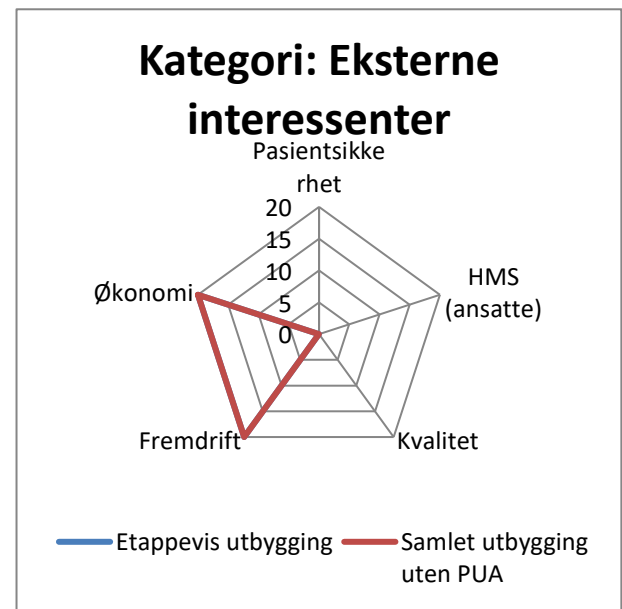 Kategori: Eksterne
interessenter
Pasientsikke
rhet
20
15
10
5
0
HMS
(ansatte)
Økonomi
Fremdrift
Kvalitet
Etappevis utbygging
Samlet utbygging
uten PUA